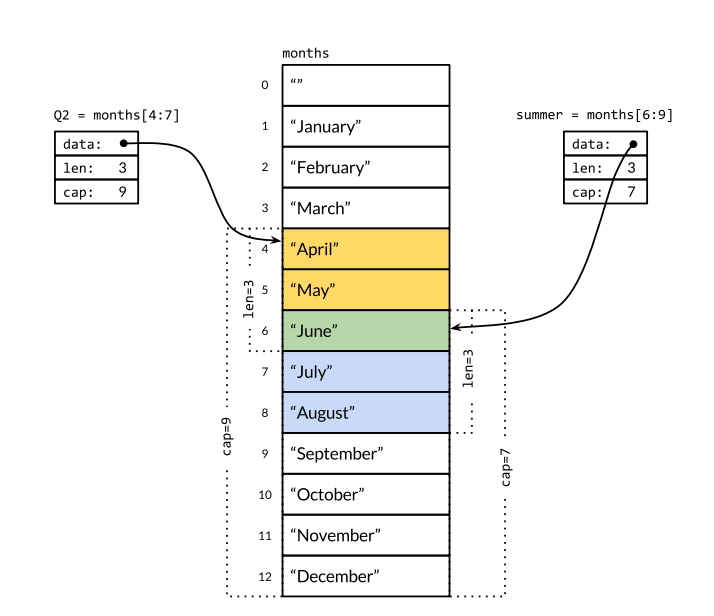 months
0 “”
Q2 = months[4:7]
summer = months[6:9]
1 “January”
data:
data:
2 “February”
len: 3
len: 3
cap: 9
cap: 7
3 “March”
4 “April”
5 “May”
len=3
6 “June”
7 “July”
len=3
8 “August”
cap=9
9 “September”
cap=7
10 “October”
11 “November”
12 “December”